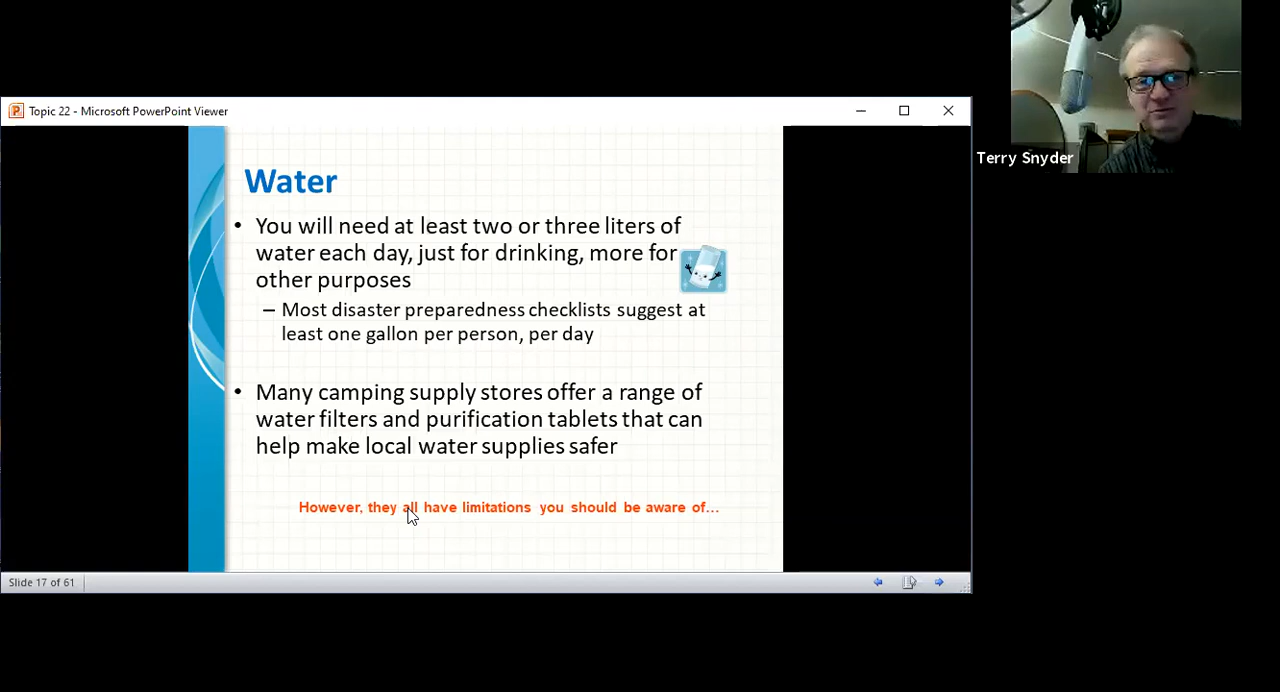 Topic 22 - Microsoft PowerPoint Viewer
Terry Snyder
Water
• You will need at least two or three liters of
water each day, just for drinking, more for
other purposes
– Most disaster preparedness checklists suggest at
least one gallon per person, per day
• Many camping supply stores offer a range of
water filters and purification tablets that can
help make local water supplies safer
However, they all have limitations you should be aware of...
Slide 17 of 61